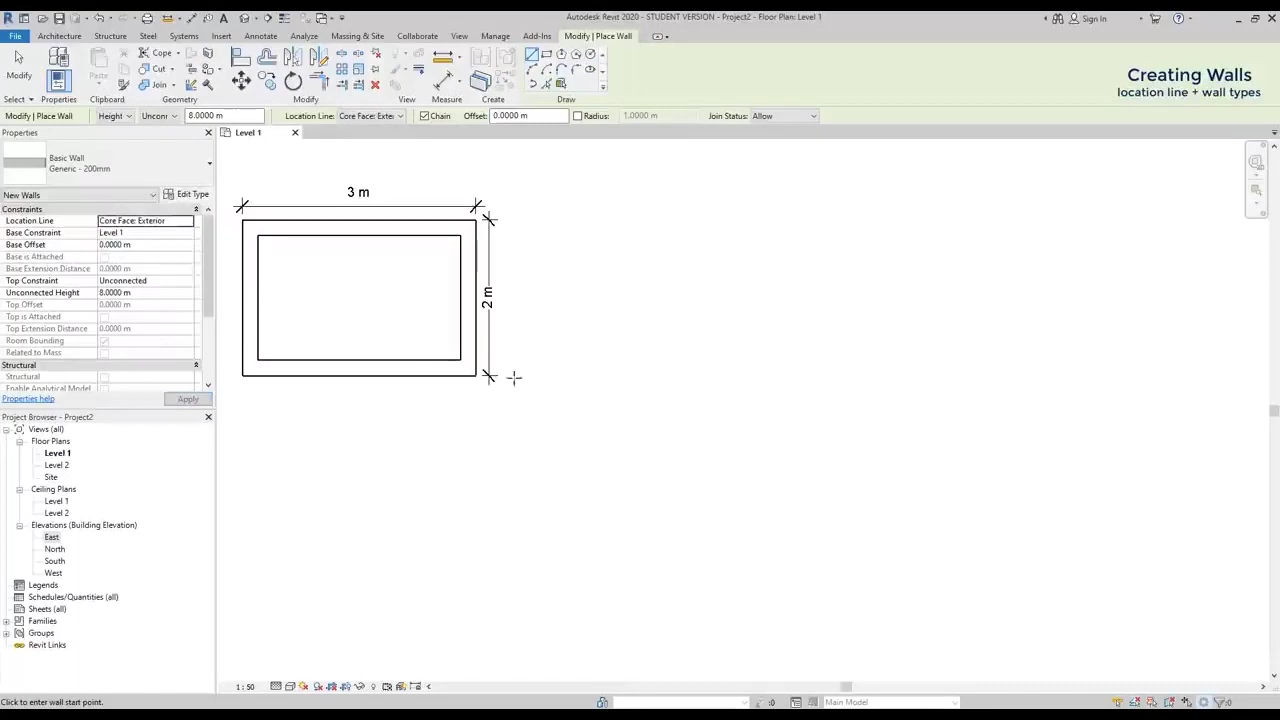 Autodesk Revit 2020 - STUDENT VERSION - Project2 - Floor Plan: Level 1
Sign In
File Architecture Structure Steel Systems Insert Annotate Analyze Massing & Site Collaborate View Manage Add-Ins Modify | Place Wall
Modify
Paste
Cope
Cut
Join
Select Properties Clipboard Geometry Modify View Measure Create Draw
Creating Walls
location line + wall types
Modify | Place Wall Height Unconr 8.0000 m Location Line: Core Face: Exter Chain Offset: 0.0000 m Radius: 1.0000 m Join Status: Allow
Properties
Level 1
Basic Wall
Generic - 200mm
New Walls Edit Type
Constraints
Location Line Core Face: Exterior
Base Constraint Level 1
Base Offset 0.0000 m
Base is Attached
Base Extension Distance 0.0000 m
Top Constraint Unconnected
Unconnected Height 8.0000 m
Top Offset 0.0000 m
Top is Attached
Top Extension Distance 0.0000 m
Room Bounding
Related to Mass
Structural
Structural
Enable Analytical Model
Properties help Apply
3 m
2 m
Project Browser - Project2
Views (all)
Floor Plans
Level 1
Level 2
Site
Ceiling Plans
Level 1
Level 2
Elevations (Building Elevation)
East
North
South
West
Legends
Schedules/Quantities (all)
Sheets (all)
Families
Groups
Revit Links
1 : 50
Click to enter wall start point.
:0
Main Model
:0